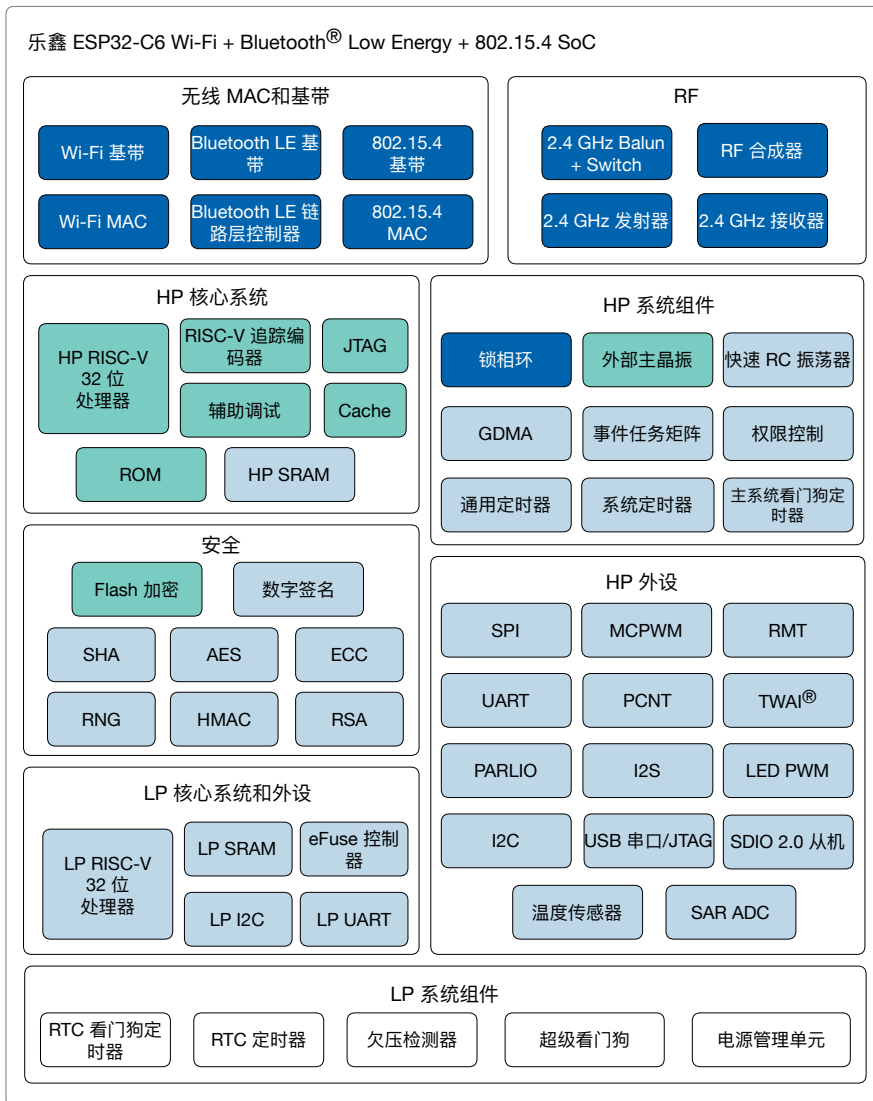 乐鑫 ESP32-C6 Wi-Fi + Bluetooth® Low Energy + 802.15.4 SoC
无线 MAC和基带
Wi-Fi 基带
Bluetooth LE 基
带
802.15.4
基带
Wi-Fi MAC
Bluetooth LE 链
路层控制器
802.15.4
MAC
RF
2.4 GHz Balun
+ Switch
RF 合成器
2.4 GHz 发射器
2.4 GHz 接收器
HP 核心系统
HP RISC-V
32 位
处理器
RISC-V 追踪编
码器
JTAG
辅助调试
Cache
ROM
HP SRAM
HP 系统组件
锁相环
外部主晶振
快速 RC 振荡器
GDMA
事件任务矩阵
权限控制
通用定时器
系统定时器
主系统看门狗定
时器
安全
Flash 加密
数字签名
SHA
AES
ECC
RNG
HMAC
RSA
HP 外设
SPI
MCPWM
RMT
UART
PCNT
TWAI®
PARLIO
I2S
LED PWM
I2C
USB 串口/JTAG
SDIO 2.0 从机
温度传感器
SAR ADC
LP 核心系统和外设
LP RISC-V
32 位
处理器
LP SRAM
eFuse 控制
器
LP I2C
LP UART
LP 系统组件
RTC 看门狗定
时器
RTC 定时器
欠压检测器
超级看门狗
电源管理单元